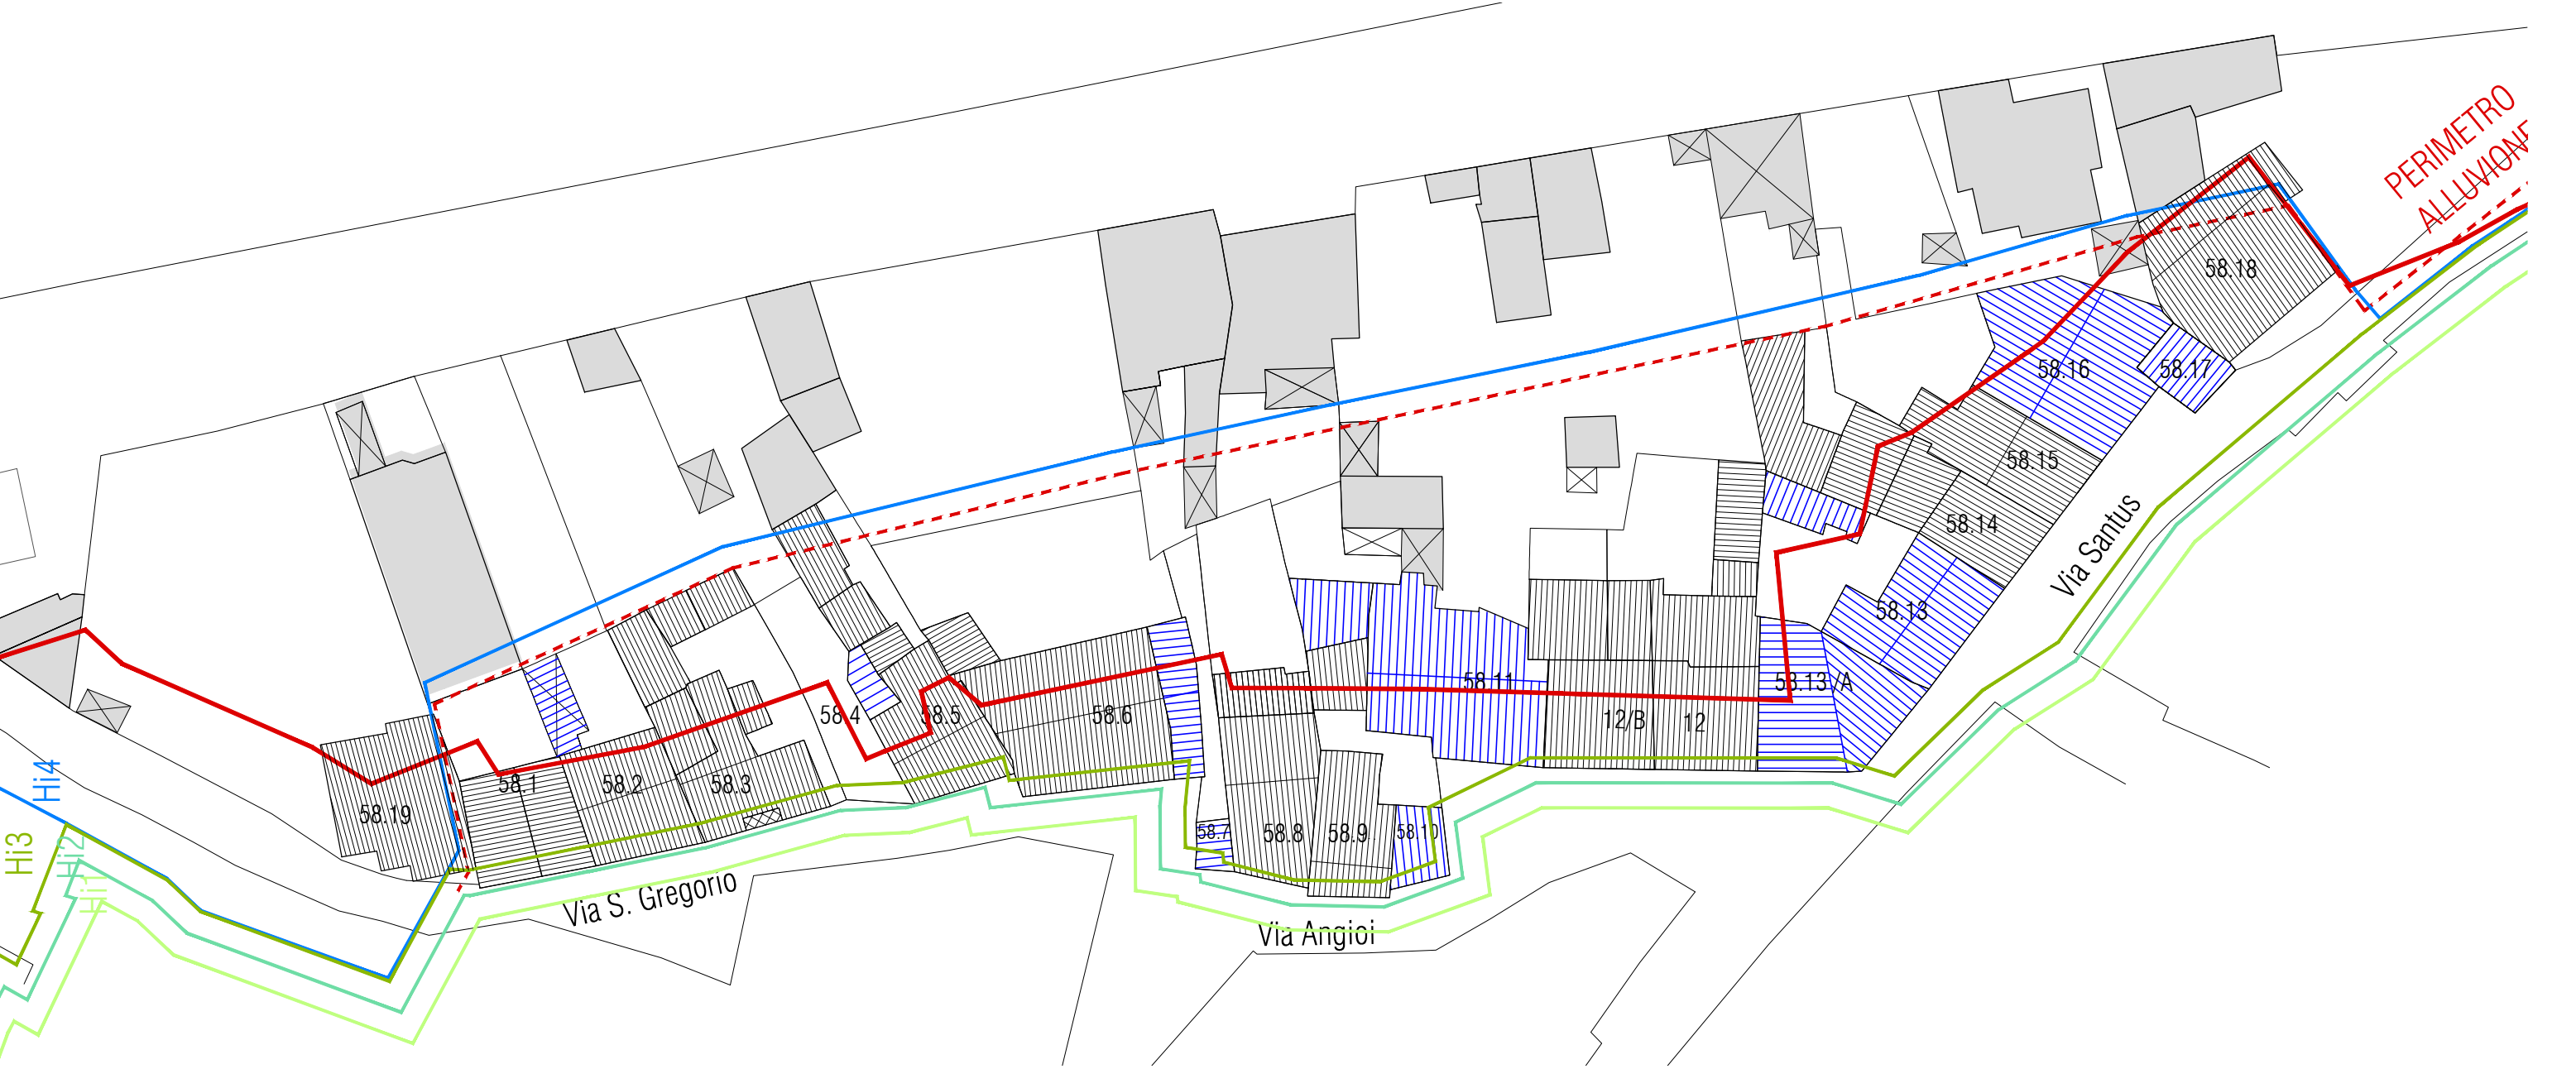 PERIMETRO
ALLUVIONE
58.18
58.16
58.17
58.15
58.14
Via Santus
58.13
58.13/A
58.11
12/B
12
58.4
58.5
58.6
58.1
58.2
58.3
58.19
58.7
58.8
58.9
58.10
Hi4
Hi3
Hi2
Hi1
Via S. Gregorio
Via Angioi